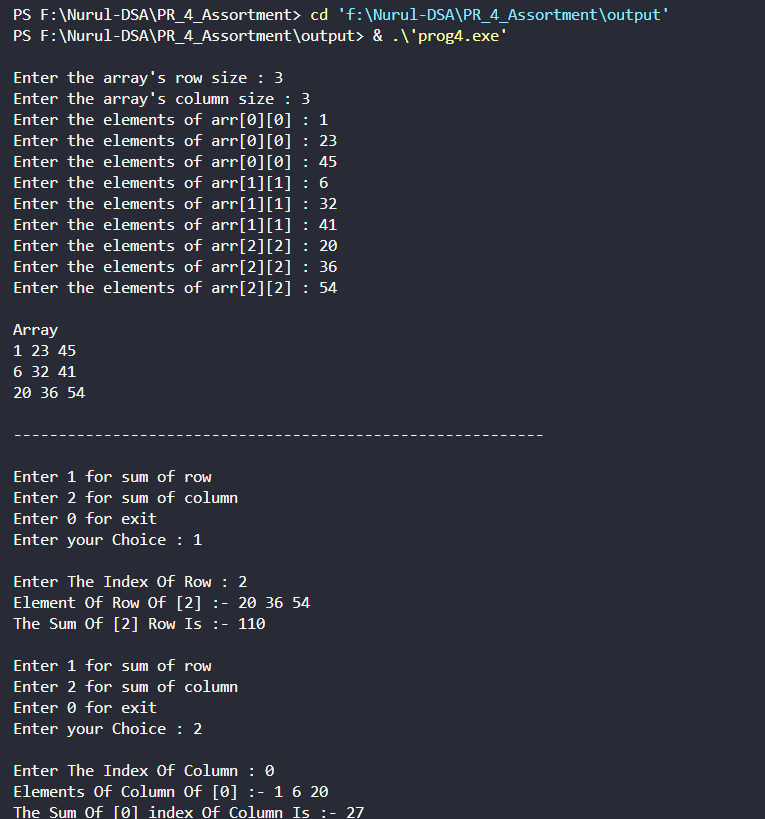 PS F:\Nurul-DSA\PR_4_Assortment> cd 'f:\Nurul-DSA\PR_4_Assortment\output'
PS F:\Nurul-DSA\PR_4_Assortment\output> & .\'prog4.exe'
Enter the array's row size : 3
Enter the array's column size : 3
Enter the elements of arr[0][0] : 1
Enter the elements of arr[0][0] : 23
Enter the elements of arr[0][0] : 45
Enter the elements of arr[1][1] : 6
Enter the elements of arr[1][1] : 32
Enter the elements of arr[1][1] : 41
Enter the elements of arr[2][2] : 20
Enter the elements of arr[2][2] : 36
Enter the elements of arr[2][2] : 54
Array
1 23 45
6 32 41
20 36 54
-----------------------------------------------------------
Enter 1 for sum of row
Enter 2 for sum of column
Enter 0 for exit
Enter your Choice : 1
Enter The Index Of Row : 2
Element Of Row Of [2] :- 20 36 54
The Sum Of [2] Row Is :- 110
Enter 1 for sum of row
Enter 2 for sum of column
Enter 0 for exit
Enter your Choice : 2
Enter The Index Of Column : 0
Elements Of Column Of [0] :- 1 6 20
The Sum Of [0] index Of Column Is :- 27